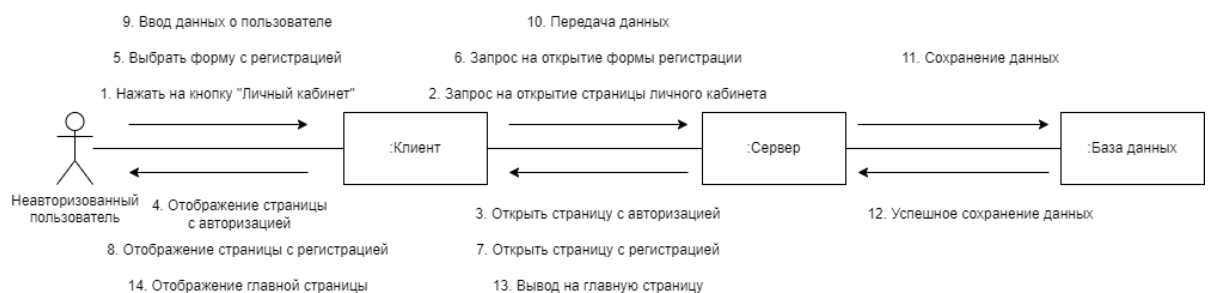 9. Ввод данных о пользователе
10. Передача данных
5. Выбрать форму с регистрацией
6. Запрос на открытие формы регистрации
11. Сохранение данных
1. Нажать на кнопку "Личный кабинет"
2. Запрос на открытие страницы личного кабинета
:Клиент
:Сервер
:База данных
Неавторизованный
пользователь
4. Отображение страницы
с авторизацией
3. Открыть страницу с авторизацией
12. Успешное сохранение данных
8. Отображение страницы с регистрацией
7. Открыть страницу с регистрацией
14. Отображение главной страницы
13. Вывод на главную страницу